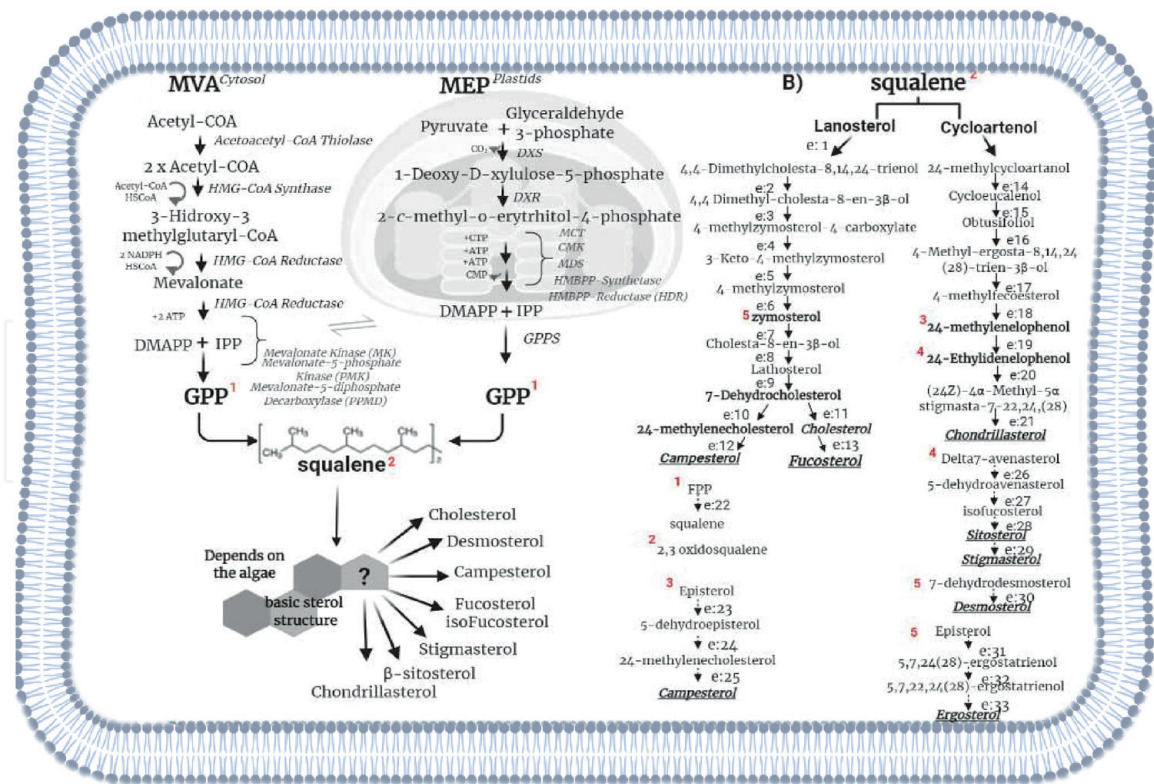 MVA Cytosol
Acetyl-COA
Acetoacetyl-CoA Thiolase
2 x Acetyl-COA
Acetyl-CoA
HSCoA
HMG-CoA Synthase
3-Hidroxy-3
methylglutaryl-CoA
2 NADPH
HSCoA
HMG-CoA Reductase
Mevalonate
HMG-CoA Reductase
+2 ATP
DMAPP + IPP
Mevalonate Kinase (MK)
Mevalonate-5-phosphate
Kinase (PMK)
Mevalonate-5-diphosphate
Decarboxylase (PPMD)
GPP 1
MEP Plastids
Pyruvate + Glyceraldehyde
3-phosphate
CO₂
DXS
1-Deoxy-D-xylulose-5-phosphate
DXR
2-c-methyl-o-erytrhitol-4-phosphate
+CTP
+ATP
+ATP
CMP
MCT
CMK
MDS
HMBPP-Synthetase
HMBPP-Reductase (HDR)
DMAPP + IPP
GPPS
GPP 1
CH₃ CH₃ CH₃
CH₃ CH₂ 2
squalene 2
Depends on
the algae
?
basic sterol
structure
Cholesterol
Desmosterol
Campesterol
Fucosterol
isoFucosterol
Stigmasterol
β-sitosterol
Chondrillasterol
B) squalene 2
Lanosterol
e: 1
4,4-Dimethylcholesta-8,14,24-trienol
e:2
4,4 Dimethyl-cholesta-8-en-3β-ol
e:3
4-methylzymosterol-4-carboxylate
e:4
3-Keto-4-methylzymosterol
e:5
4-methylzymosterol
e:6
5 zymosterol
e:7
Cholesta-8-en-3β-ol
e:8
Lathosterol
e:9
7-Dehydrocholesterol
e:10 e:11
24-methylenecholesterol Cholesterol
e:12 e:13
Campesterol Fucosterol
1 FPP
e:22
squalene
2 2,3 oxidosqualene
3 Episterol
e:23
5-dehydroepisterol
e:24
24-methylenecholesterol
e:25
Campesterol
Cycloartenol
24-methylcycloartanol
e:14
Cycloeucalenol
e:15
Obtusifoliol
e16
4-Methyl-ergosta-8,14,24
(28)-trien-3β-ol
e:17
4-methylfecoesterol
e:18
3 24-methylenelophenol
e:19
4 24-Ethylidenelophenol
e:20
(24Z)-4α-Methyl-5α
stigmasta-7-22,24,(28)
e:21
Chondrillasterol
4 Delta7-avenasterol
e:26
5-dehydroavenasterol
e:27
isofucosterol
e:28
Sitosterol
e:29
Stigmasterol
5 7-dehydrodesmosterol
e:30
Desmosterol
5 Episterol
e:31
5,7,24(28)-ergostatrienol
e:32
5,7,22,24(28)-ergostatrienol
e:33
Ergosterol